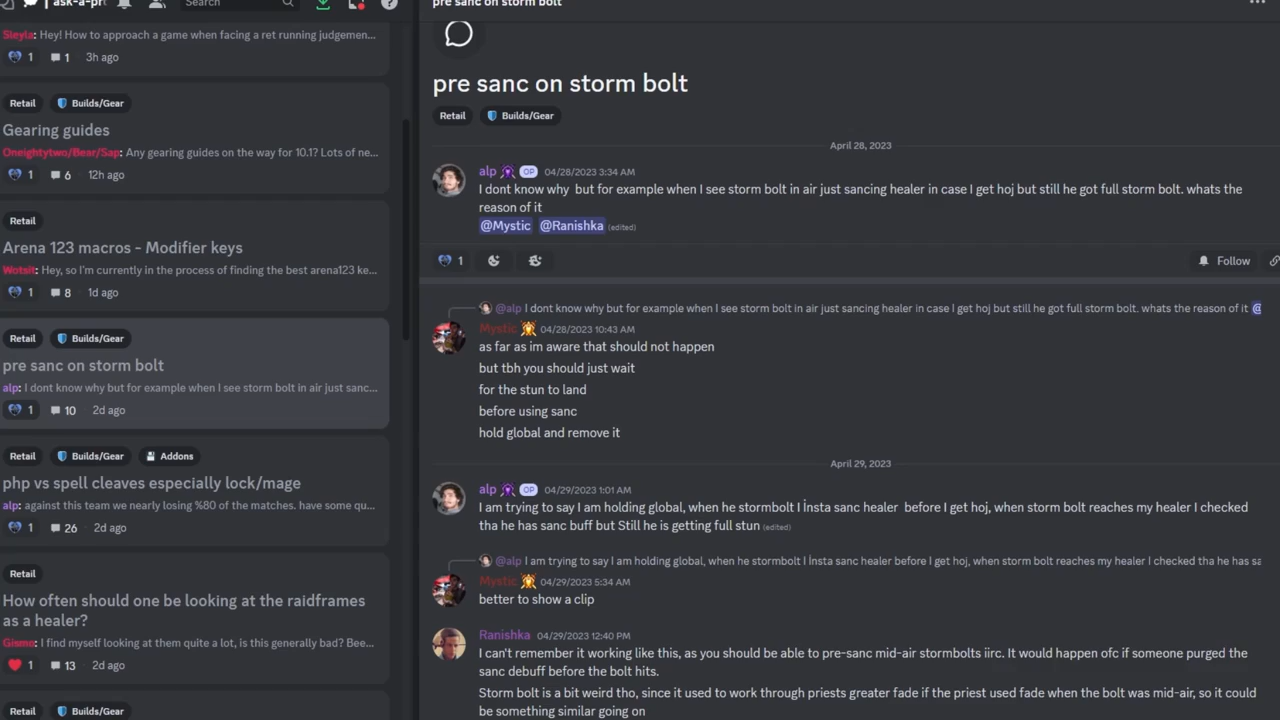 ask-a-pr
Search
Sleyla: Hey! How to approach a game when facing a ret running judgemen...
1 1 3h ago
Retail Builds/Gear
Gearing guides
Oneightytwo/Bear/Sap: Any gearing guides on the way for 10.1? Lots of ne...
1 6 12h ago
Retail
Arena 123 macros - Modifier keys
Wotsit: Hey, so I'm currently in the process of finding the best arena123 ke...
1 8 1d ago
Retail Builds/Gear
pre sanc on storm bolt
alp: I dont know why but for example when I see storm bolt in air just sanc...
1 10 2d ago
Retail Builds/Gear Addons
php vs spell cleaves especially lock/mage
alp: against this team we nearly losing %80 of the matches. have some qu...
1 26 2d ago
Retail
How often should one be looking at the raidframes
as a healer?
Gismo: I find myself looking at them quite a lot, is this generally bad? Bee...
1 13 2d ago
Retail Builds/Gear
pre sanc on storm bolt
pre sanc on storm bolt
Retail Builds/Gear
April 28, 2023
alp OP 04/28/2023 3:34 AM
I dont know why but for example when I see storm bolt in air just sancing healer in case I get hoj but still he got full storm bolt. whats the
reason of it
@Mystic @Ranishka (edited)
1 Follow
@alp I dont know why but for example when I see storm bolt in air just sancing healer in case I get hoj but still he got full storm bolt. whats the reason of it @
Mystic 04/28/2023 10:43 AM
as far as im aware that should not happen
but tbh you should just wait
for the stun to land
before using sanc
hold global and remove it
April 29, 2023
alp OP 04/29/2023 1:01 AM
I am trying to say I am holding global, when he stormbolt I İnsta sanc healer before I get hoj, when storm bolt reaches my healer I checked
tha he has sanc buff but Still he is getting full stun (edited)
@alp I am trying to say I am holding global, when he stormbolt I İnsta sanc healer before I get hoj, when storm bolt reaches my healer I checked tha he has sa
Mystic 04/29/2023 5:34 AM
better to show a clip
Ranishka 04/29/2023 12:40 PM
I can't remember it working like this, as you should be able to pre-sanc mid-air stormbolts iirc. It would happen ofc if someone purged the
sanc debuff before the bolt hits.
Storm bolt is a bit weird tho, since it used to work through priests greater fade if the priest used fade when the bolt was mid-air, so it could
be something similar going on